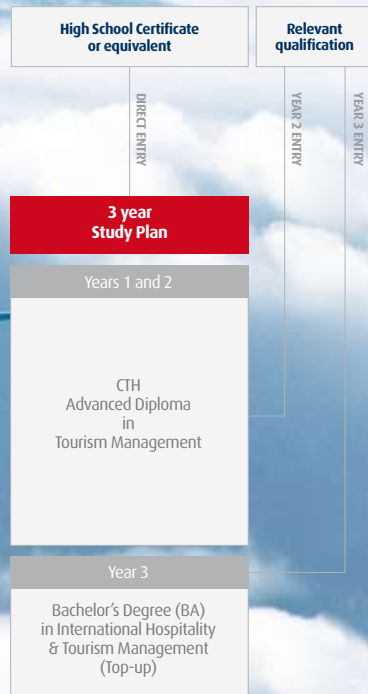 High School Certificate
or equivalent
Relevant
qualification
DIRECT ENTRY
YEAR 2 ENTRY
YEAR 3 ENTRY
3 year
Study Plan
Years 1 and 2
CTH
Advanced Diploma
in
Tourism Management
Year 3
Bachelor's Degree (BA)
in International Hospitality
& Tourism Management
(Top-up)